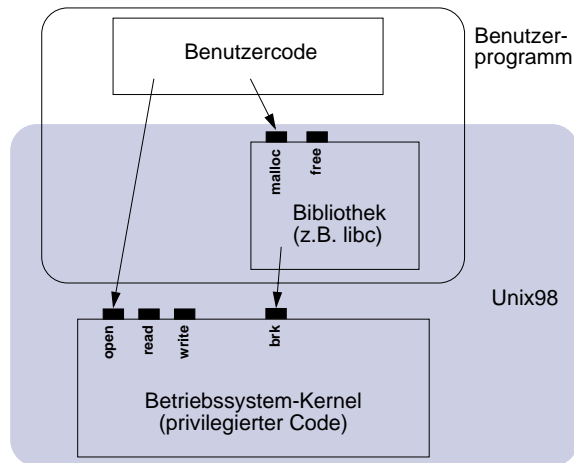 Benutzercode
Benutzer-
programm
malloc
free
Bibliothek
(z.B. libc)
Unix98
open
read
write
brk
Betriebssystem-Kernel
(privilegierter Code)